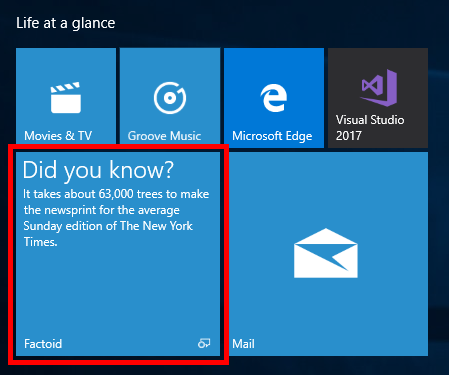 Life at a glance
Movies & TV
Groove Music
Microsoft Edge
Visual Studio
2017
Did you know?
It takes about 63,000 trees to make
the newsprint for the average
Sunday edition of The New York
Times.
Factoid
Mail